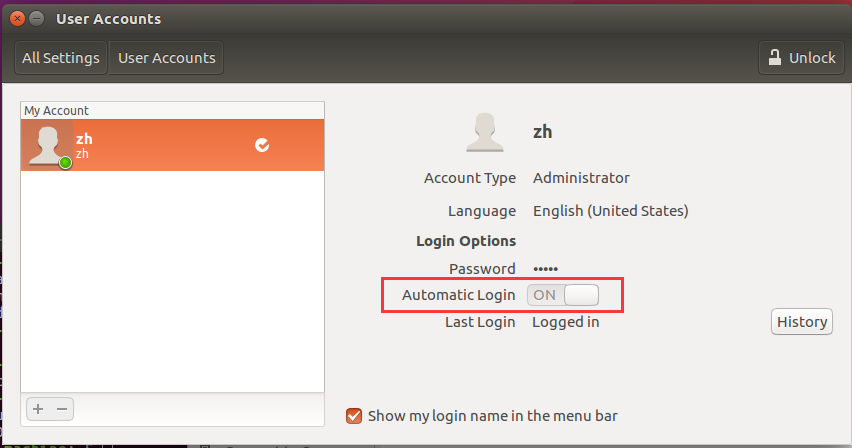 User Accounts
All Settings User Accounts Unlock
My Account
zh
zh
zh
Account Type Administrator
Language English (United States)
Login Options
Password •••••
Automatic Login ON
Last Login Logged in History
Show my login name in the menu bar